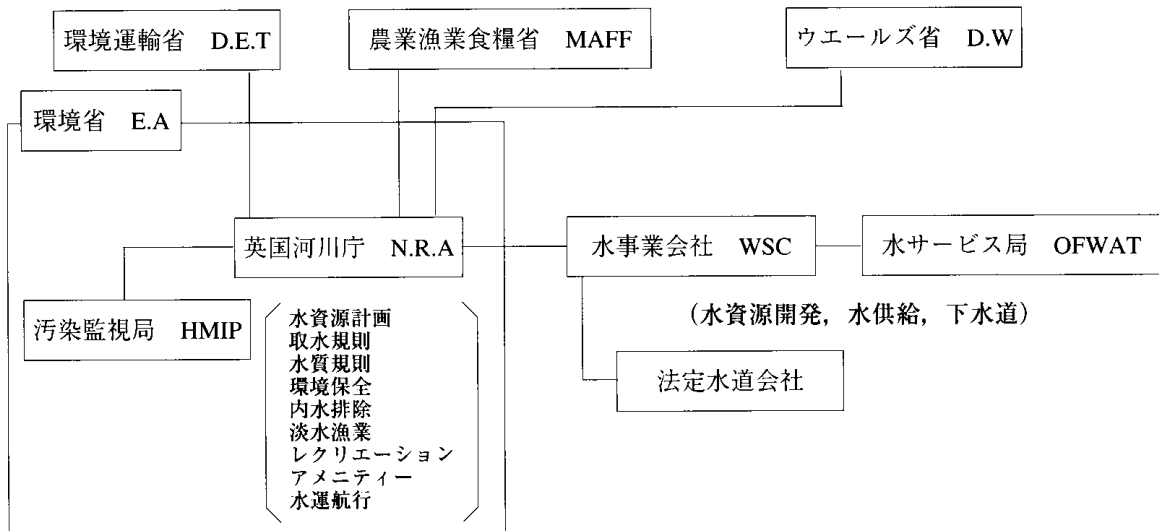 環境運輸省 D.E.T
農業漁業食糧省 MAFF
ウエールズ省 D.W
環境省 E.A
英国河川庁 N.R.A
水事業会社 WSC
水サービス局 OFWAT
汚染監視局 HMIP
水資源計画
取水規則
水質規則
環境保全
内水排除
淡水漁業
レクリエーション
アメニティー
水運航行
(水資源開発，水供給，下水道)
法定水道会社